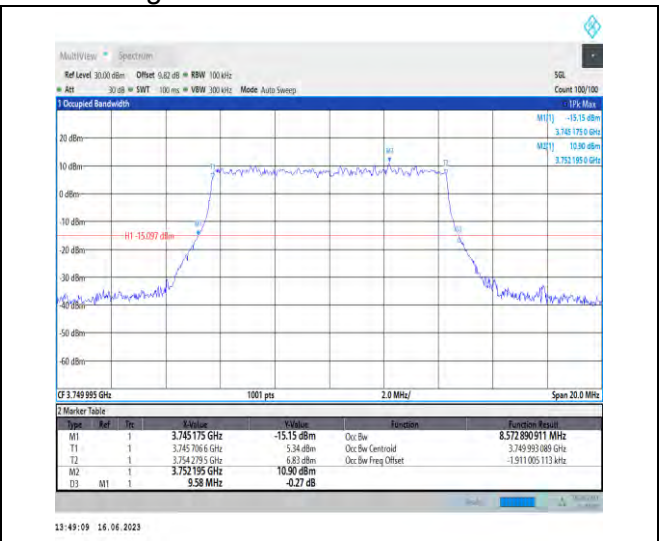 MultiView Spectrum
Ref Level 30.00 dBm Offset 9.82 dB RBW 100 kHz SGL
Att 30 dB SWT 100 ms VBW 300 kHz Mode Auto Sweep Count 100/100
1 Occupied Bandwidth 1Pk Max
M1[1] -15.15 dBm
3.745 175 0 GHz
M2[1] 10.90 dBm
3.752 195 0 GHz
20 dBm
M2
T1 T2
10 dBm
0 dBm
-10 dBm
M1
H1 -15.097 dBm
-20 dBm
-30 dBm
-40 dBm
-50 dBm
-60 dBm
CF 3.749 995 GHz 1001 pts 2.0 MHz/ Span 20.0 MHz
2 Marker Table
Type Ref Trc X-Value Y-Value Function Function Result
M1 1 3.745 175 GHz -15.15 dBm Occ Bw 8.572 890 911 MHz
T1 1 3.745 706 6 GHz 5.34 dBm Occ Bw Centroid 3.749 993 089 GHz
T2 1 3.754 279 5 GHz 6.83 dBm Occ Bw Freq Offset -1.911 005 113 kHz
M2 1 3.752 195 GHz 10.90 dBm
D3 M1 1 9.58 MHz -0.27 dB
13:49:09 16.06.2023